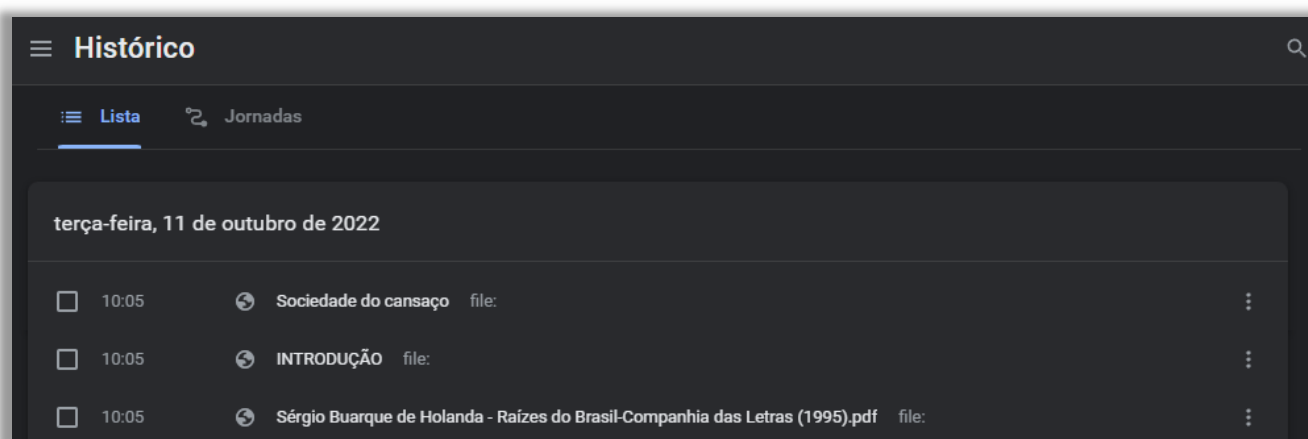 Histórico
Lista Jornadas
terça-feira, 11 de outubro de 2022
10:05 Sociedade do cansaço file:
10:05 INTRODUÇÃO file:
10:05 Sérgio Buarque de Holanda - Raízes do Brasil-Companhia das Letras (1995).pdf file: